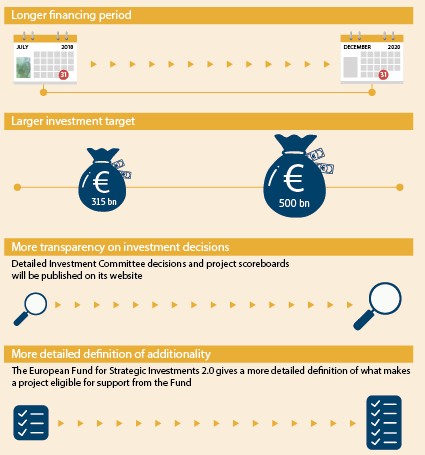 Longer financing period
JULY 2018
31
DECEMBER 2020
31
Larger investment target
€
315 bn
€
500 bn
More transparency on investment decisions
Detailed Investment Committee decisions and project scoreboards
will be published on its website
More detailed definition of additionality
The European Fund for Strategic Investments 2.0 gives a more detailed definition of what makes
a project eligible for support from the Fund